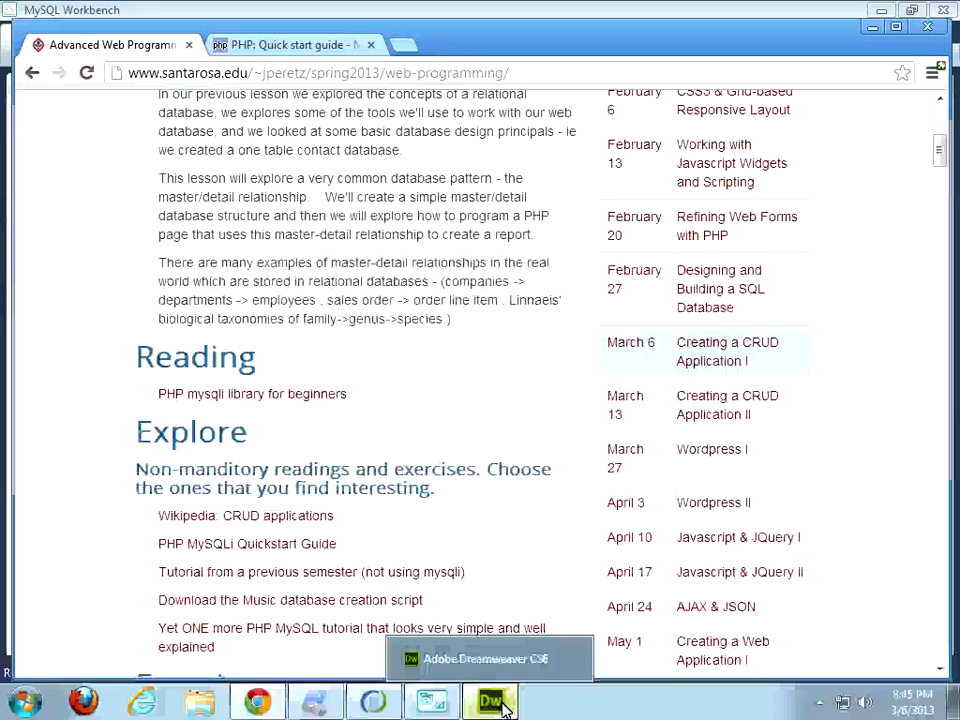 MySQL Workbench
Advanced Web Programm
php PHP: Quick start guide - M
www.santarosa.edu/~jperetz/spring2013/web-programming/
In our previous lesson we explored the concepts of a relational
database, we explores some of the tools we'll use to work with our web
database, and we looked at some basic database design principals - ie
we created a one table contact database.
This lesson will explore a very common database pattern - the
master/detail relationship. We'll create a simple master/detail
database structure and then we will explore how to program a PHP
page that uses this master-detail relationship to create a report.
There are many examples of master-detail relationships in the real
world which are stored in relational databases - (companies ->
departments -> employees , sales order -> order line item , Linnaeis'
biological taxonomies of family->genus->species.)
Reading
PHP mysqli library for beginners
Explore
Non-manditory readings and exercises. Choose
the ones that you find interesting.
Wikipedia: CRUD applications
PHP MySQLi Quickstart Guide
Tutorial from a previous semester (not using mysqli)
Download the Music database creation script
Yet ONE more PHP MySQL tutorial that looks very simple and well
explained
February
6
CSS3 & Grid-based
Responsive Layout
February
13
Working with
Javascript Widgets
and Scripting
February
20
Refining Web Forms
with PHP
February
27
Designing and
Building a SQL
Database
March 6
Creating a CRUD
Application I
March
13
Creating a CRUD
Application II
March
27
Wordpress I
April 3
Wordpress II
April 10
Javascript & JQuery I
April 17
Javascript & JQuery II
April 24
AJAX & JSON
May 1
Creating a Web
Application I
Dw Adobe Dreamweaver CS6
Dw
8:45 PM
3/6/2013